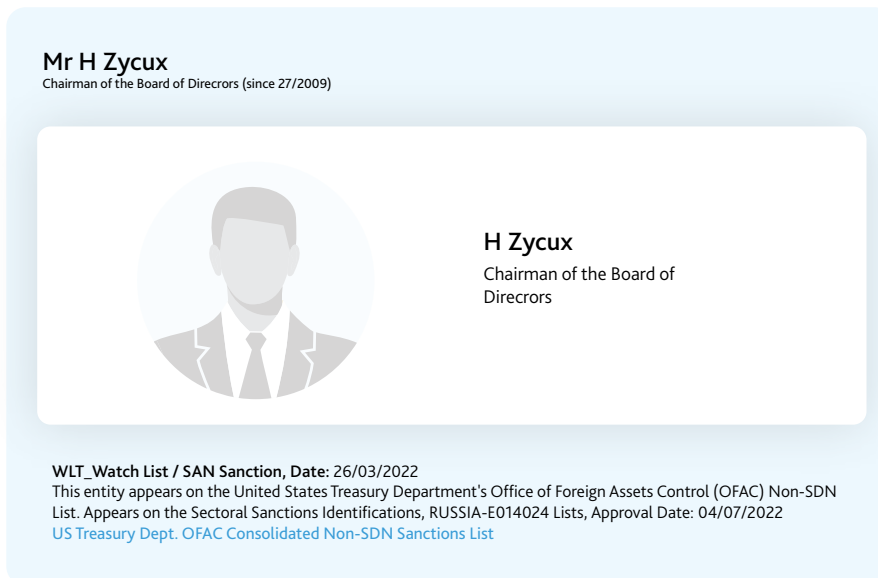 Mr H Zycux
Chairman of the Board of Direcrors (since 27/2009)
H Zycux
Chairman of the Board of
Direcrors
WLT_Watch List / SAN Sanction, Date: 26/03/2022
This entity appears on the United States Treasury Department's Office of Foreign Assets Control (OFAC) Non-SDN
List. Appears on the Sectoral Sanctions Identifications, RUSSIA-E014024 Lists, Approval Date: 04/07/2022
US Treasury Dept. OFAC Consolidated Non-SDN Sanctions List